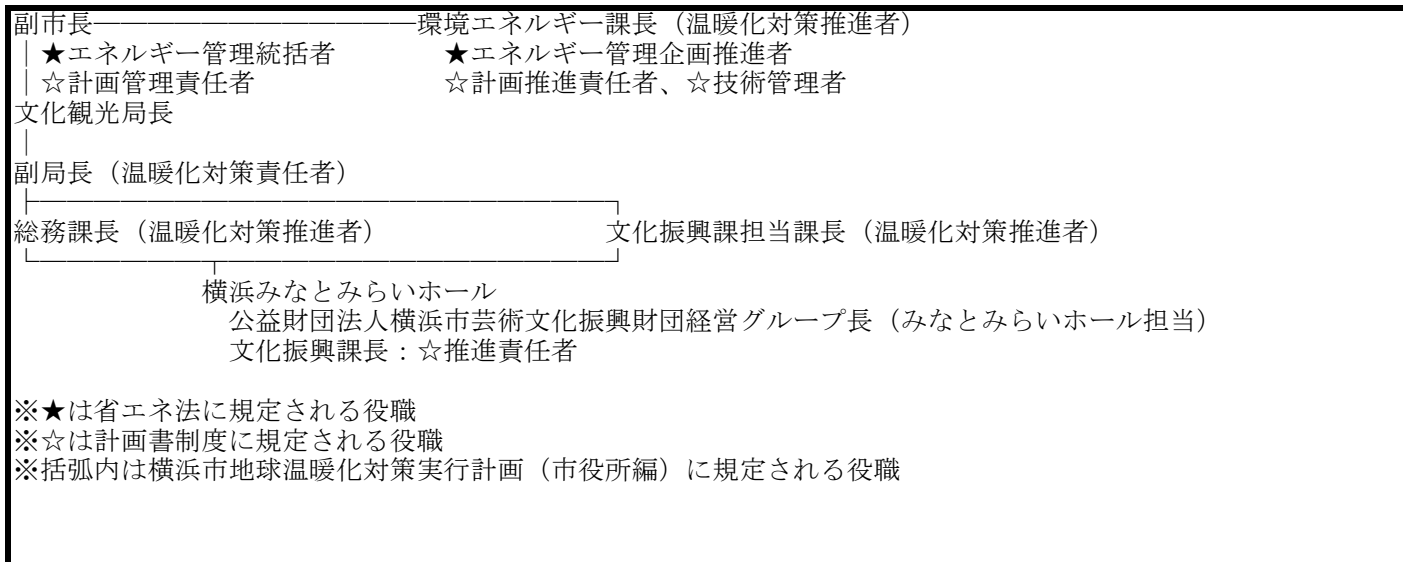 副市長――――――――――――環境エネルギー課長（温暖化対策推進者）
｜★エネルギー管理統括者　　　　★エネルギー管理企画推進者
｜☆計画管理責任者　　　　　　　☆計画推進責任者、☆技術管理者
文化観光局長
｜
副局長（温暖化対策責任者）
├―――――――――――――――――――――┐
総務課長（温暖化対策推進者）　　　　　　　　　文化振興課担当課長（温暖化対策推進者）
└――――――┬――――――――――――――┘
横浜みなとみらいホール
公益財団法人横浜市芸術文化振興財団経営グループ長（みなとみらいホール担当）
文化振興課長：☆推進責任者
※★は省エネ法に規定される役職
※☆は計画書制度に規定される役職
※括弧内は横浜市地球温暖化対策実行計画（市役所編）に規定される役職